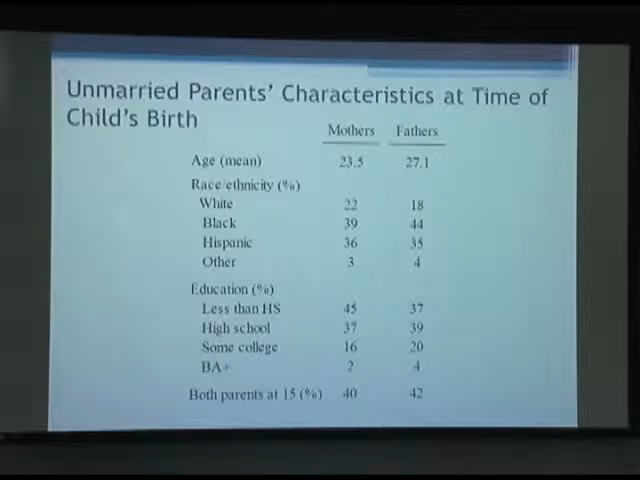 Unmarried Parents' Characteristics at Time of
Child's Birth
Mothers Fathers
Age (mean) 23.5 27.1
Race/ethnicity (%)
White 22 18
Black 39 44
Hispanic 36 35
Other 3 4
Education (%)
Less than HS 45 37
High school 37 39
Some college 16 20
BA+ 2 4
Both parents at 15 (%) 40 42